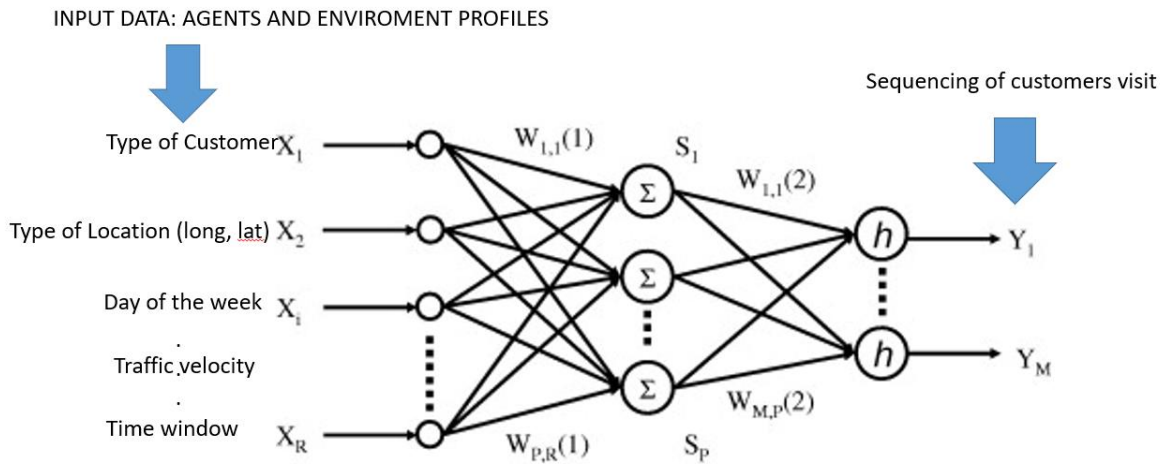 INPUT DATA: AGENTS AND ENVIROMENT PROFILES
Sequencing of customers visit
Type of Customer X1
W1,1(1)
S1
W1,1(2)
Σ
Type of Location (long, lat) X2
h
Y1
Σ
Day of the week Xi
.
Traffic velocity
.
.
h
YM
Σ
WM,P(2)
Time window XR
WP,R(1)
SP